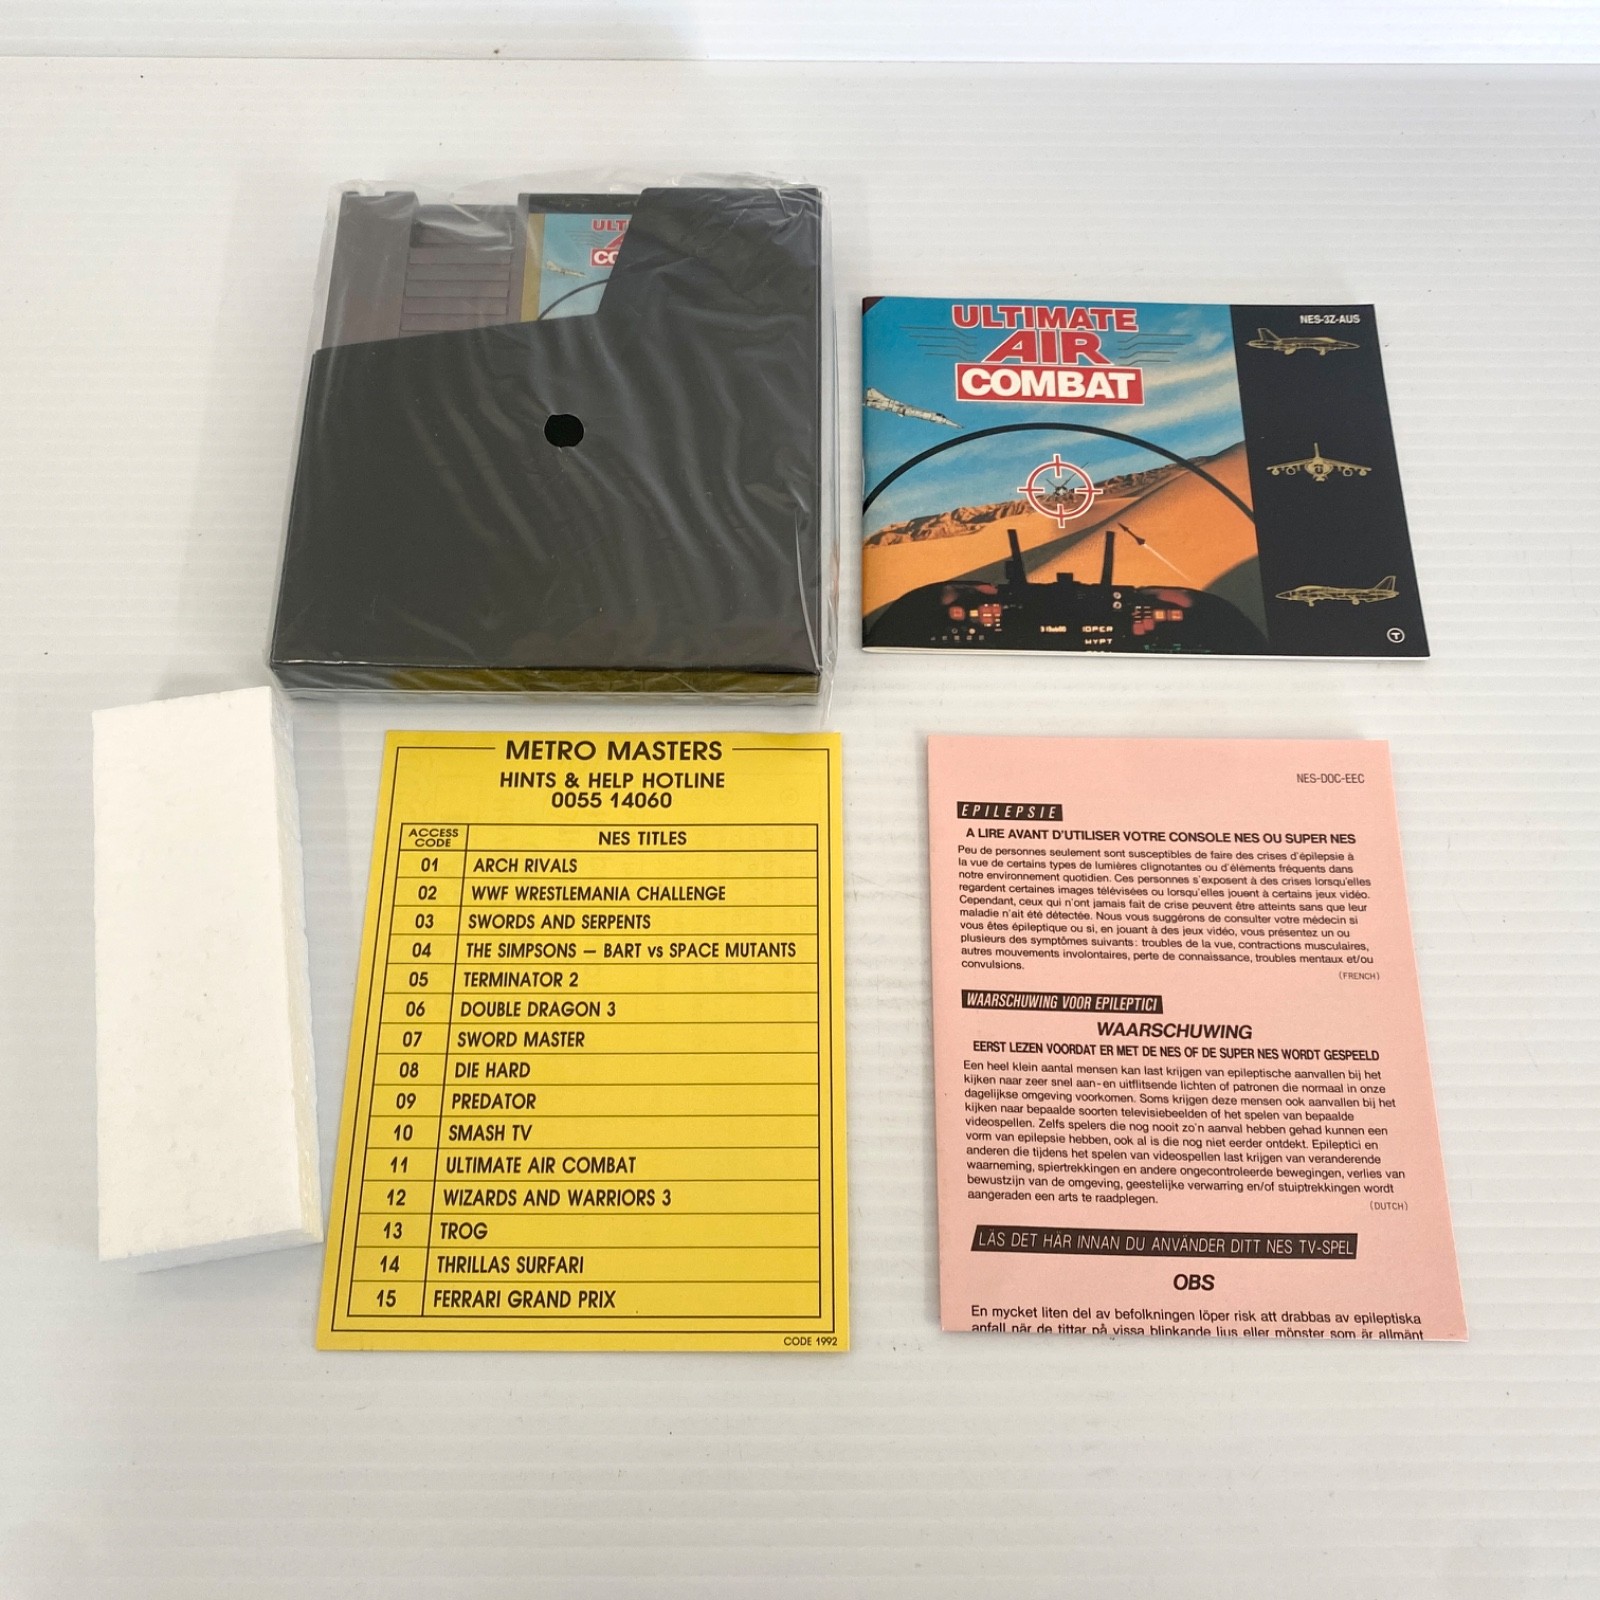 ULT
A
CO
ULTIMATE
AIR
COMBAT
NES-3Z-AUS
T
METRO MASTERS
HINTS & HELP HOTLINE
0055 14060
ACCESS CODE NES TITLES
01 ARCH RIVALS
02 WWF WRESTLEMANIA CHALLENGE
03 SWORDS AND SERPENTS
04 THE SIMPSONS – BART vs SPACE MUTANTS
05 TERMINATOR 2
06 DOUBLE DRAGON 3
07 SWORD MASTER
08 DIE HARD
09 PREDATOR
10 SMASH TV
11 ULTIMATE AIR COMBAT
12 WIZARDS AND WARRIORS 3
13 TROG
14 THRILLAS SURFARI
15 FERRARI GRAND PRIX
CODE 1992
NES-DOC-EEC
EPILEPSIE
A LIRE AVANT D'UTILISER VOTRE CONSOLE NES OU SUPER NES
Peu de personnes seulement sont susceptibles de faire des crises d'épilepsie à
la vue de certains types de lumières clignotantes ou d'éléments fréquents dans
notre environnement quotidien. Ces personnes s'exposent à des crises lorsqu'elles
regardent certaines images télévisées ou lorsqu'elles jouent à certains jeux vidéo.
Cependant, ceux qui n'ont jamais fait de crise peuvent être atteints sans que leur
maladie n'ait été détectée. Nous vous suggérons de consulter votre médecin si
vous êtes épileptique ou si, en jouant à des jeux vidéo, vous présentez un ou
plusieurs des symptômes suivants: troubles de la vue, contractions musculaires,
autres mouvements involontaires, perte de connaissance, troubles mentaux et/ou
convulsions.
(FRENCH)
WAARSCHUWING VOOR EPILEPTICI
WAARSCHUWING
EERST LEZEN VOORDAT ER MET DE NES OF DE SUPER NES WORDT GESPEELD
Een heel klein aantal mensen kan last krijgen van epileptische aanvallen bij het
kijken naar zeer snel aan-en uitflitsende lichten of patronen die normaal in onze
dagelijkse omgeving voorkomen. Soms krijgen deze mensen ook aanvallen bij het
kijken naar bepaalde soorten televisiebeelden of het spelen van bepaalde
videospellen. Zelfs spelers die nog nooit zo'n aanval hebben gehad kunnen een
vorm van epilepsie hebben, ook al is die nog niet eerder ontdekt. Epileptici en
anderen die tijdens het spelen van videospellen last krijgen van veranderende
waarneming, spiertrekkingen en andere ongecontroleerde bewegingen, verlies van
bewustzijn van de omgeving, geestelijke verwarring en/of stuiptrekkingen wordt
aangeraden een arts te raadplegen.
(DUTCH)
LÄS DET HÄR INNAN DU ANVÄNDER DITT NES TV-SPEL
OBS
En mycket liten del av befolkningen löper risk att drabbas av epileptiska
anfall när de tittar på vissa blinkande ljus eller mönster som är allmänt